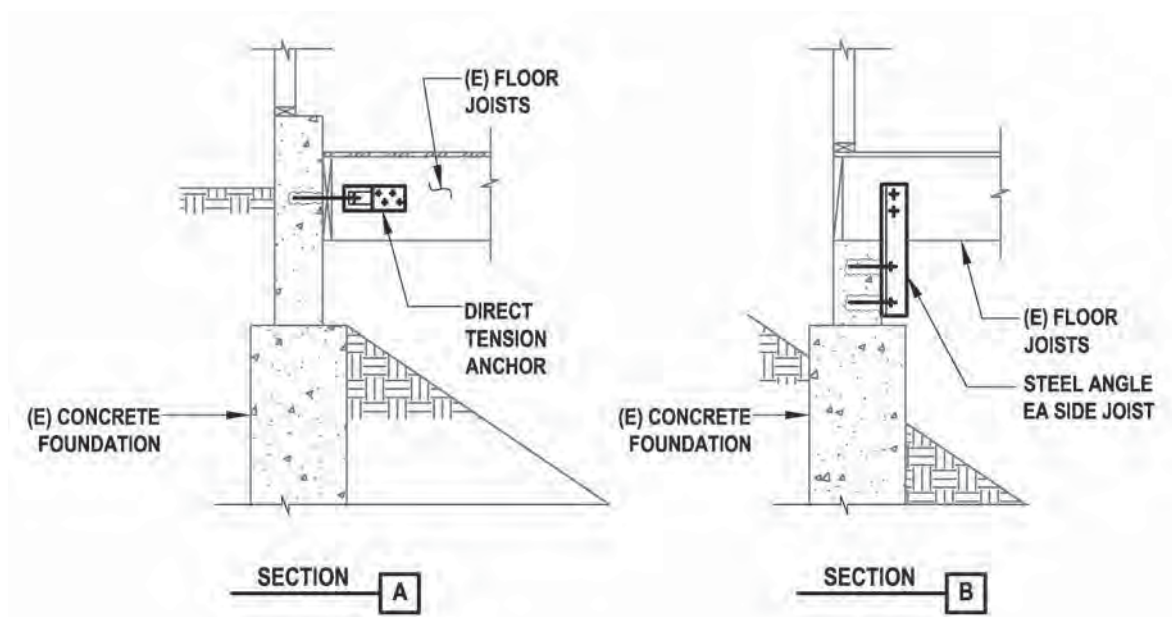 (E) FLOOR
JOISTS
DIRECT
TENSION
ANCHOR
(E) CONCRETE
FOUNDATION
SECTION A
(E) FLOOR
JOISTS
STEEL ANGLE
EA SIDE JOIST
(E) CONCRETE
FOUNDATION
SECTION B